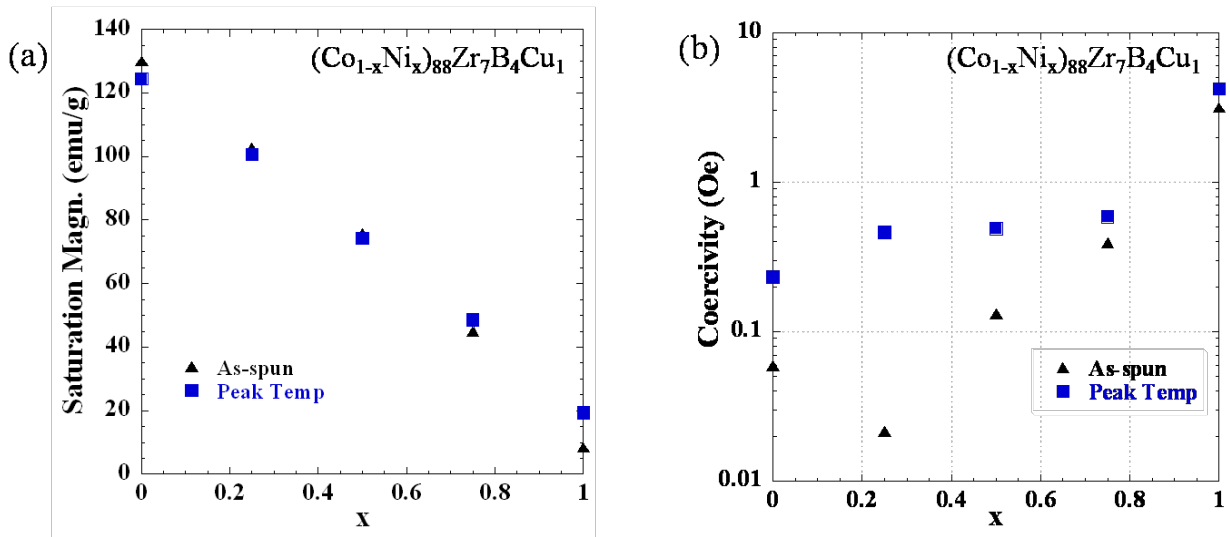 (a)
(Co1-xNix)88Zr7B4Cu1
Saturation Magn. (emu/g)
140
120
100
80
60
40
20
0
As-spun
Peak Temp
0 0.2 0.4 0.6 0.8 1
x
(b)
(Co1-xNix)88Zr7B4Cu1
Coercivity (Oe)
10
1
0.1
0.01
As-spun
Peak Temp
0 0.2 0.4 0.6 0.8 1
x